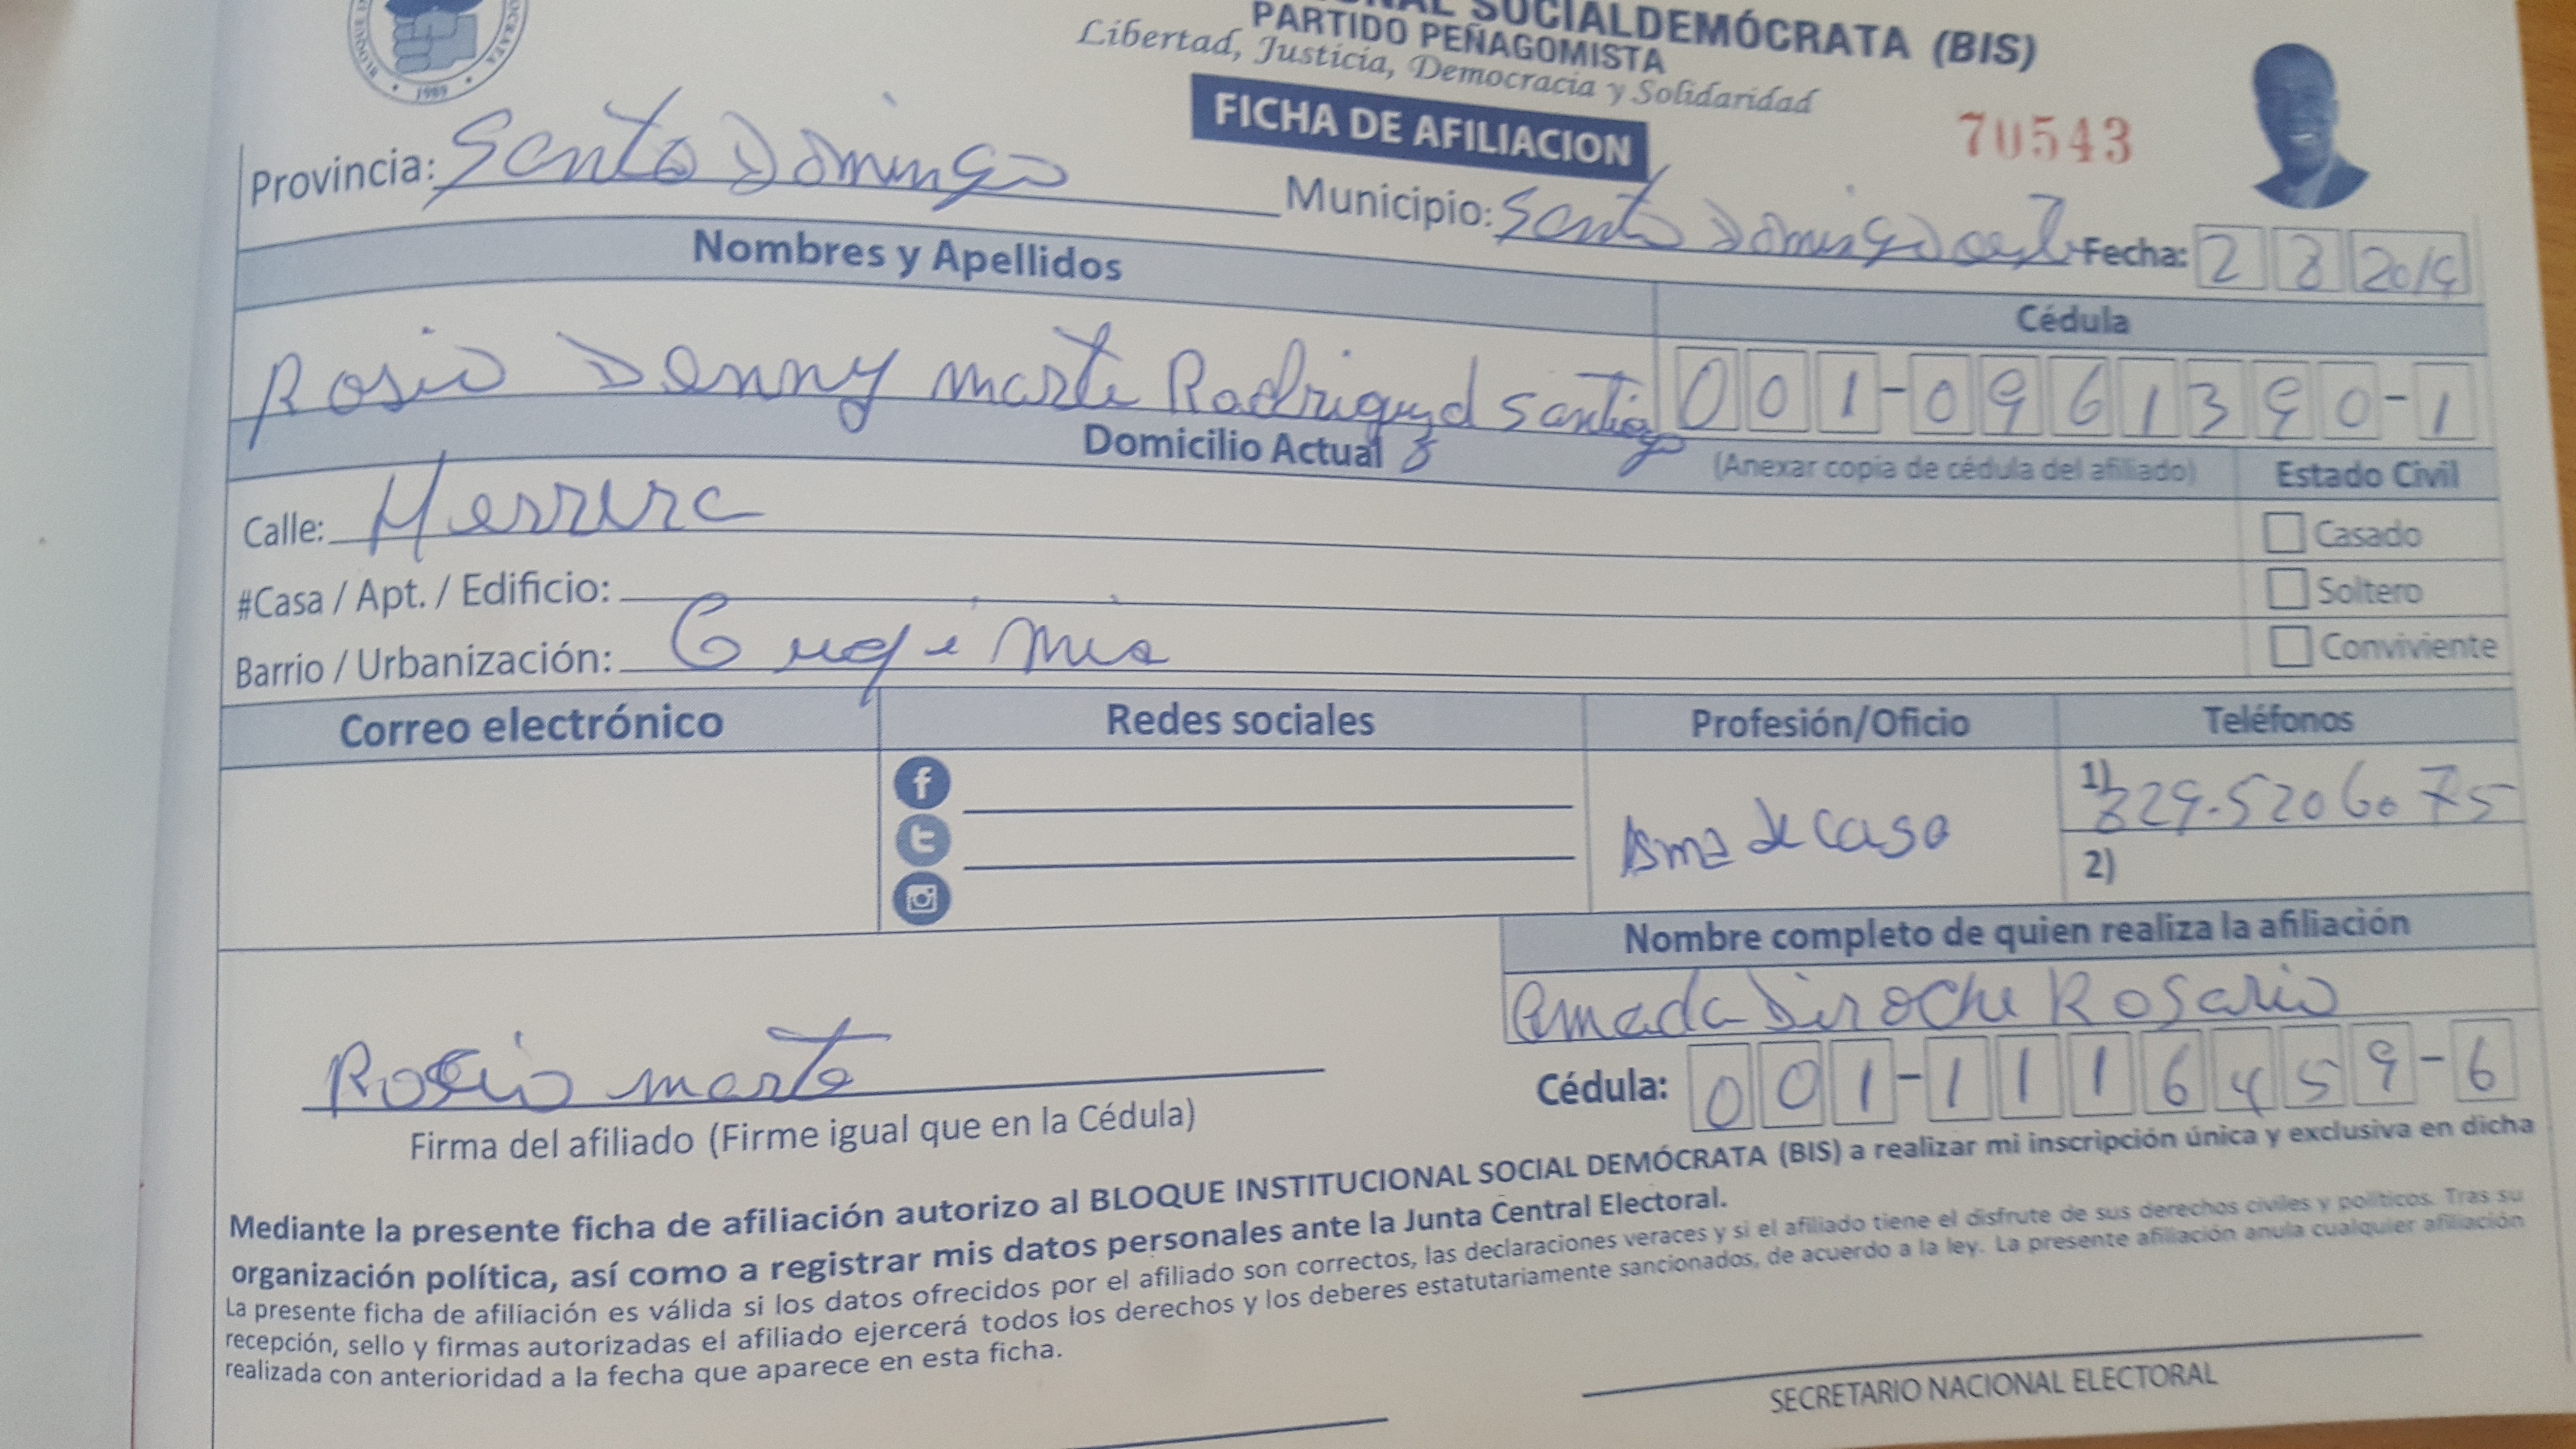 SOCIALDEMÓCRATA (BIS)
PARTIDO PEÑAGOMISTA
Libertad, Justicia, Democracia y Solidaridad
1989
FICHA DE AFILIACION
70543
Provincia: Santo Domingo
Municipio: Santo Domingo oeste
Fecha: 2 8 2019
Nombres y Apellidos
Cédula
Rosio Denny marte Rodriguez d Santiago
001-0961390-1
Domicilio Actual
(Anexar copia de cédula del afiliado)
Estado Civil
Calle: Herrera
Casado
#Casa / Apt. / Edificio:
Soltero
Barrio / Urbanización:
Conviviente
Correo electrónico
Redes sociales
Profesión/Oficio
Teléfonos
f
t
Ama de casa
1) 829-520 6075
2)
Nombre completo de quien realiza la afiliación
Amada Diroche Rosario
Rosio marte
Cédula: 001-1116459-6
Firma del afiliado (Firme igual que en la Cédula)
Mediante la presente ficha de afiliación autorizo al BLOQUE INSTITUCIONAL SOCIAL DEMÓCRATA (BIS) a realizar mi inscripción única y exclusiva en dicha
organización política, así como a registrar mis datos personales ante la Junta Central Electoral.
La presente ficha de afiliación es válida si los datos ofrecidos por el afiliado son correctos, las declaraciones veraces y si el afiliado tiene el disfrute de sus derechos civiles y políticos. Tras su
recepción, sello y firmas autorizadas el afiliado ejercerá todos los derechos y los deberes estatutariamente sancionados, de acuerdo a la ley. La presente afiliación anula cualquier afiliación
realizada con anterioridad a la fecha que aparece en esta ficha.
SECRETARIO NACIONAL ELECTORAL